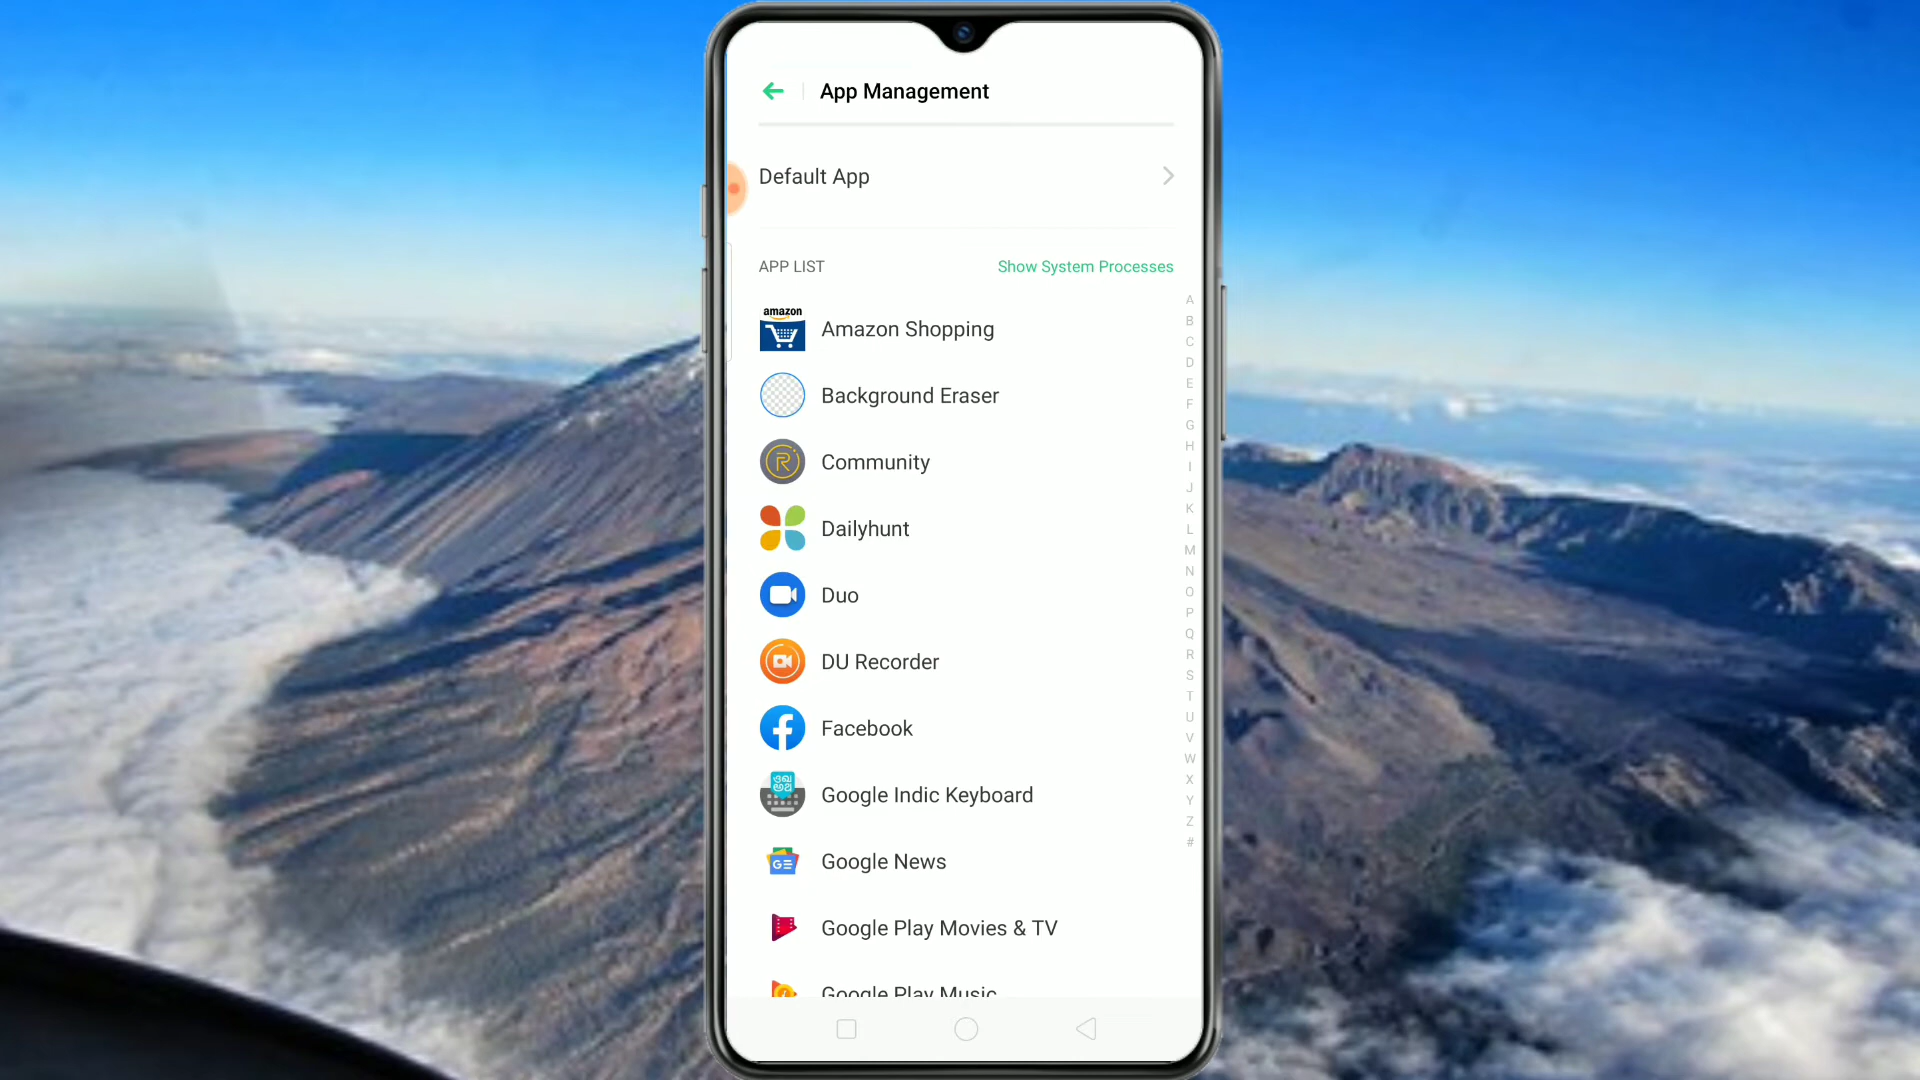 App Management
Default App
APP LIST
Show System Processes
amazon
Amazon Shopping
Background Eraser
R
Community
Dailyhunt
Duo
DU Recorder
Facebook
Google Indic Keyboard
GE
Google News
Google Play Movies & TV
Google Play Music
A
B
C
D
E
F
G
H
I
J
K
L
M
N
O
P
Q
R
S
T
U
V
W
X
Y
Z
#